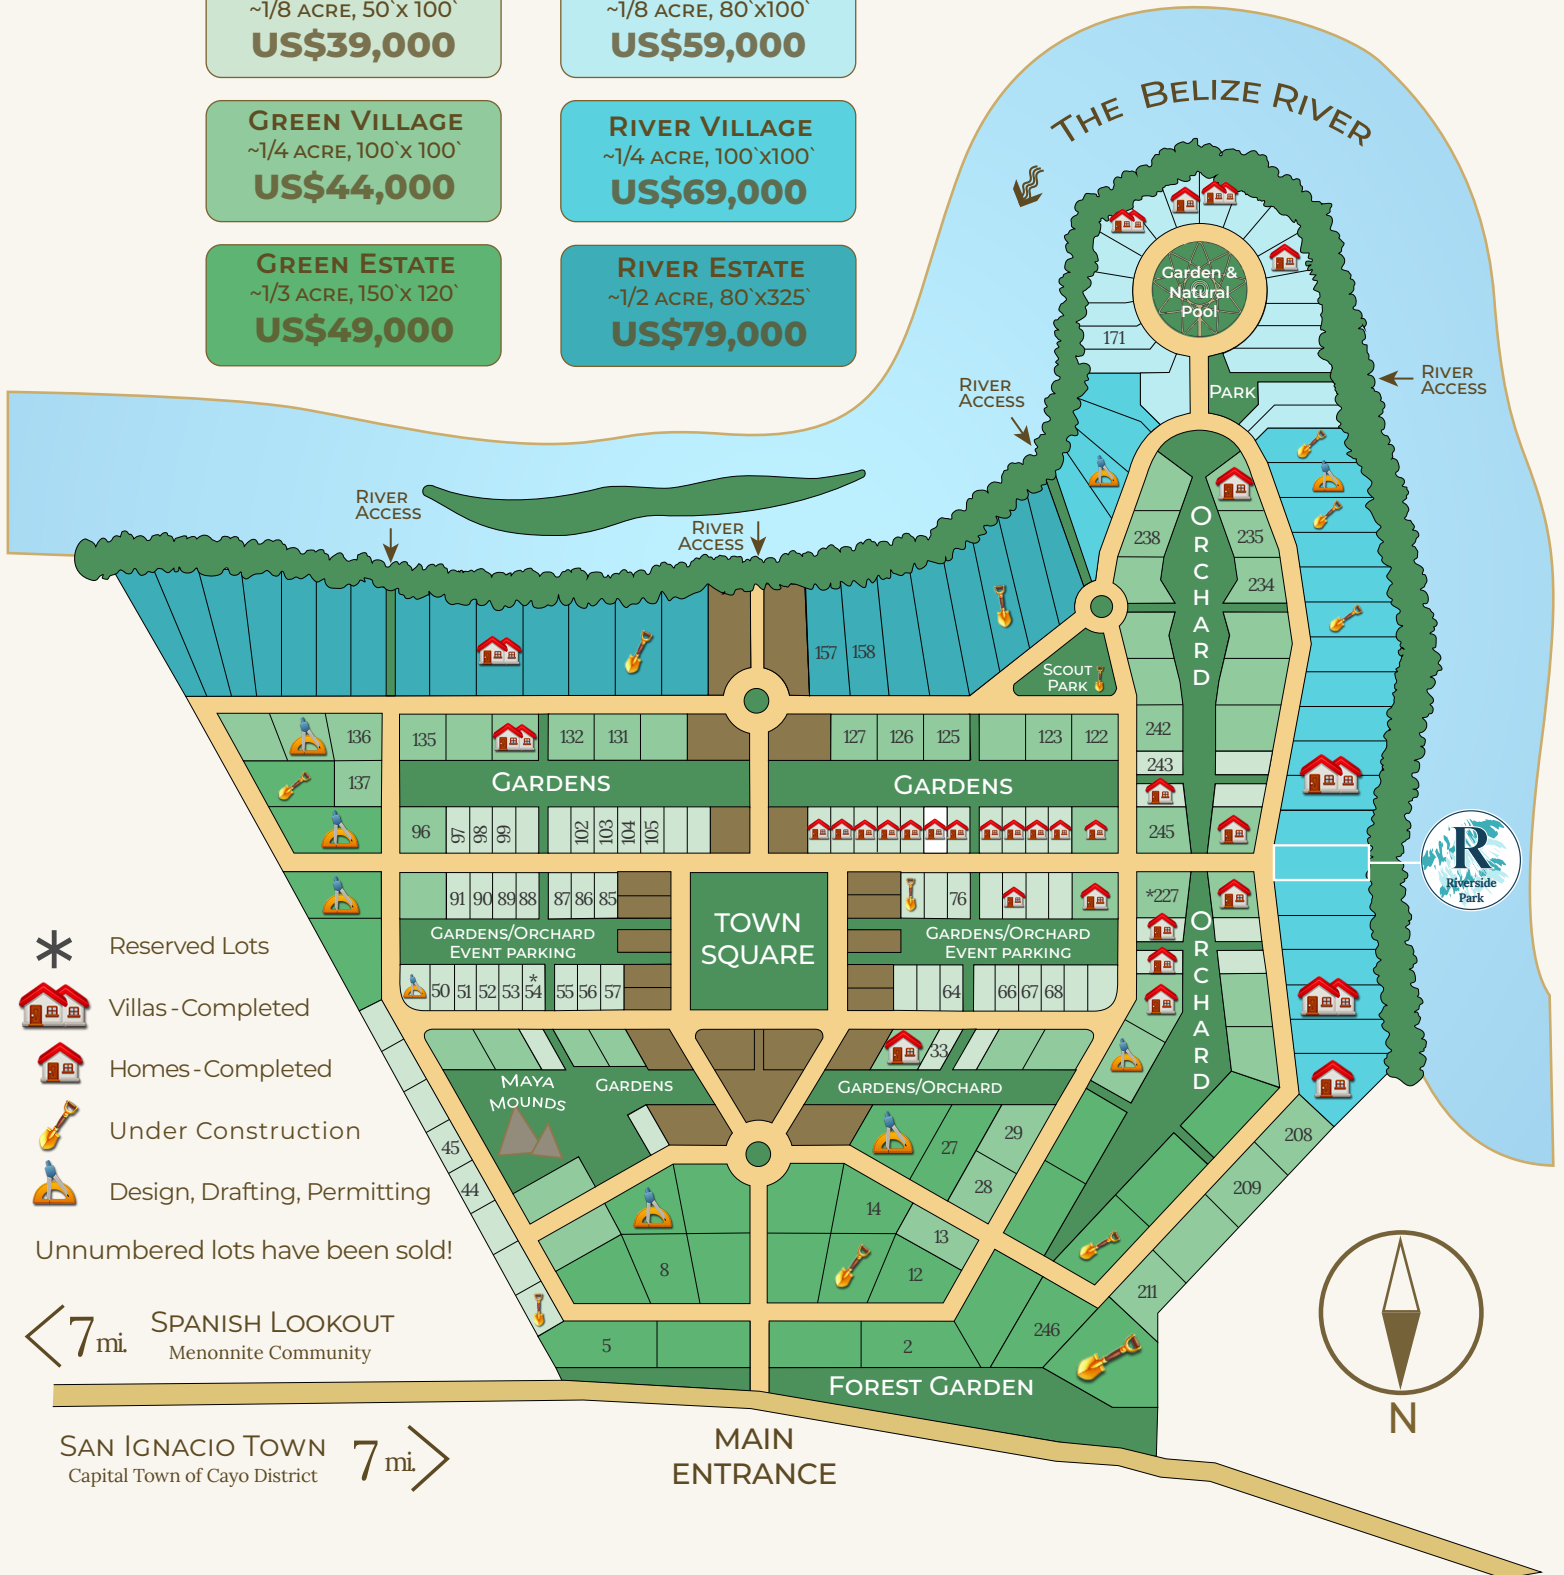 ~1/8 ACRE, 50`X 100`
US$39,000
~1/8 ACRE, 80`X100`
US$59,000
GREEN VILLAGE
~1/4 ACRE, 100`X 100`
US$44,000
RIVER VILLAGE
~1/4 ACRE, 100`X100`
US$69,000
GREEN ESTATE
~1/3 ACRE, 150`X 120`
US$49,000
RIVER ESTATE
~1/2 ACRE, 80`X325`
US$79,000
THE BELIZE RIVER
Garden &
Natural
Pool
171
PARK
RIVER
ACCESS
RIVER
ACCESS
RIVER
ACCESS
RIVER
ACCESS
ORCHARD
238
235
234
157
158
SCOUT
PARK
136
135
132
131
127
126
125
123
122
242
243
137
GARDENS
GARDENS
96
97
98
99
102
103
104
105
245
R
Riverside
Park
91
90
89
88
87
86
85
76
*227
TOWN
SQUARE
GARDENS/ORCHARD
EVENT PARKING
GARDENS/ORCHARD
EVENT PARKING
ORCHARD
50
51
52
53
*
54
55
56
57
64
66
67
68
* Reserved Lots
Villas - Completed
Homes - Completed
Under Construction
Design, Drafting, Permitting
Unnumbered lots have been sold!
33
MAYA
MOUNDS
GARDENS
GARDENS/ORCHARD
45
44
27
29
28
208
209
14
13
12
8
211
246
5
2
7 mi.
SPANISH LOOKOUT
Menonnite Community
FOREST GARDEN
SAN IGNACIO TOWN
Capital Town of Cayo District
7 mi.
MAIN
ENTRANCE
N